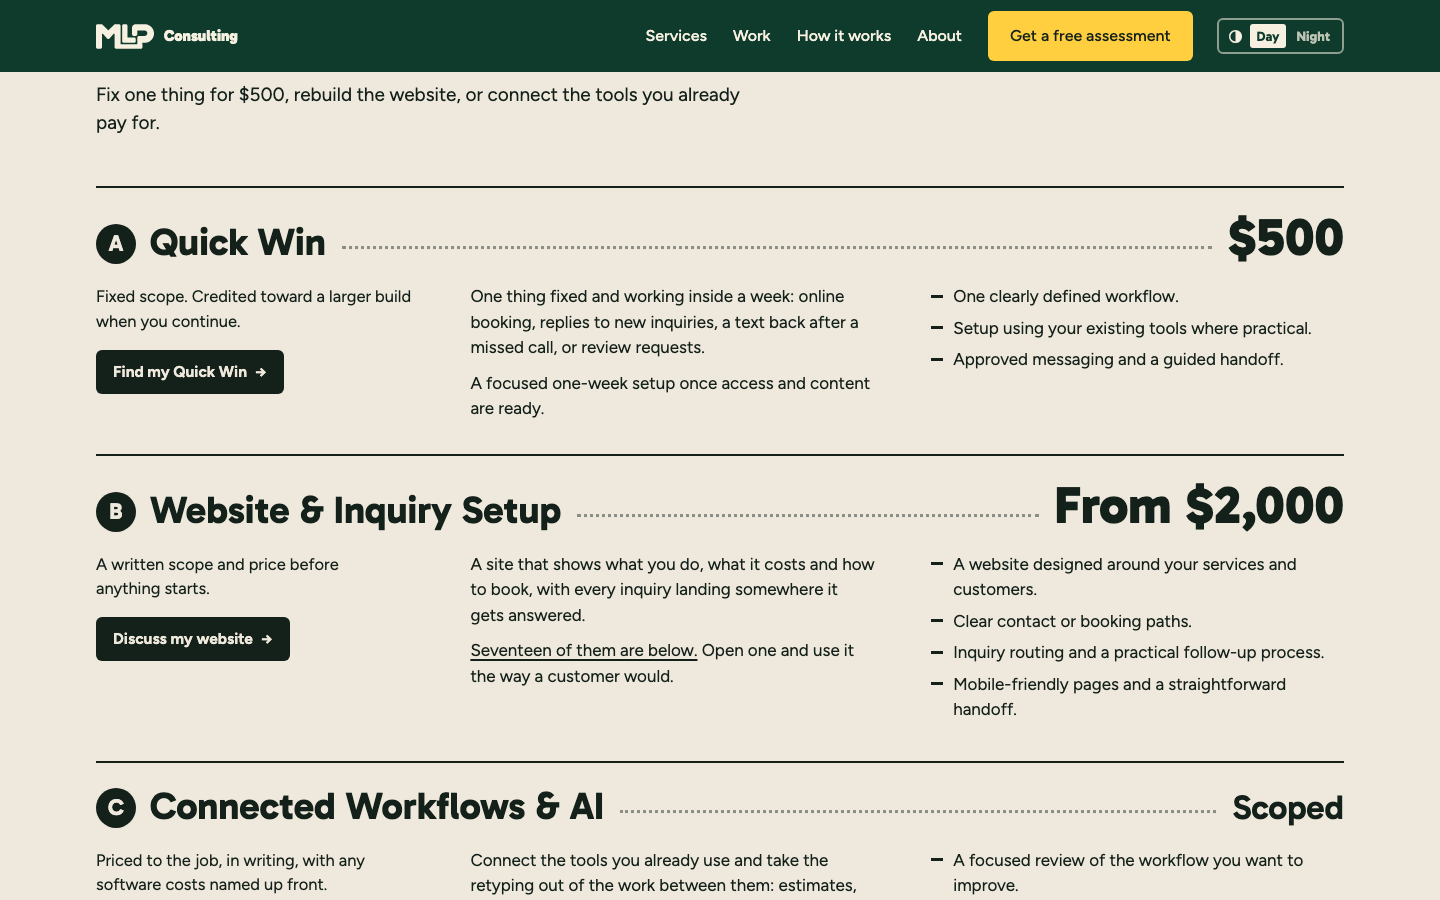 MLP Consulting
Services
Work
How it works
About
Get a free assessment
Day
Night
Fix one thing for $500, rebuild the website, or connect the tools you already
pay for.
A Quick Win
$500
Fixed scope. Credited toward a larger build
when you continue.
Find my Quick Win →
One thing fixed and working inside a week: online
booking, replies to new inquiries, a text back after a
missed call, or review requests.
A focused one-week setup once access and content
are ready.
One clearly defined workflow.
Setup using your existing tools where practical.
Approved messaging and a guided handoff.
B Website & Inquiry Setup
From $2,000
A written scope and price before
anything starts.
Discuss my website →
A site that shows what you do, what it costs and how
to book, with every inquiry landing somewhere it
gets answered.
Seventeen of them are below. Open one and use it
the way a customer would.
A website designed around your services and
customers.
Clear contact or booking paths.
Inquiry routing and a practical follow-up process.
Mobile-friendly pages and a straightforward
handoff.
C Connected Workflows & AI
Scoped
Priced to the job, in writing, with any
software costs named up front.
Connect the tools you already use and take the
retyping out of the work between them: estimates,
A focused review of the workflow you want to
improve.